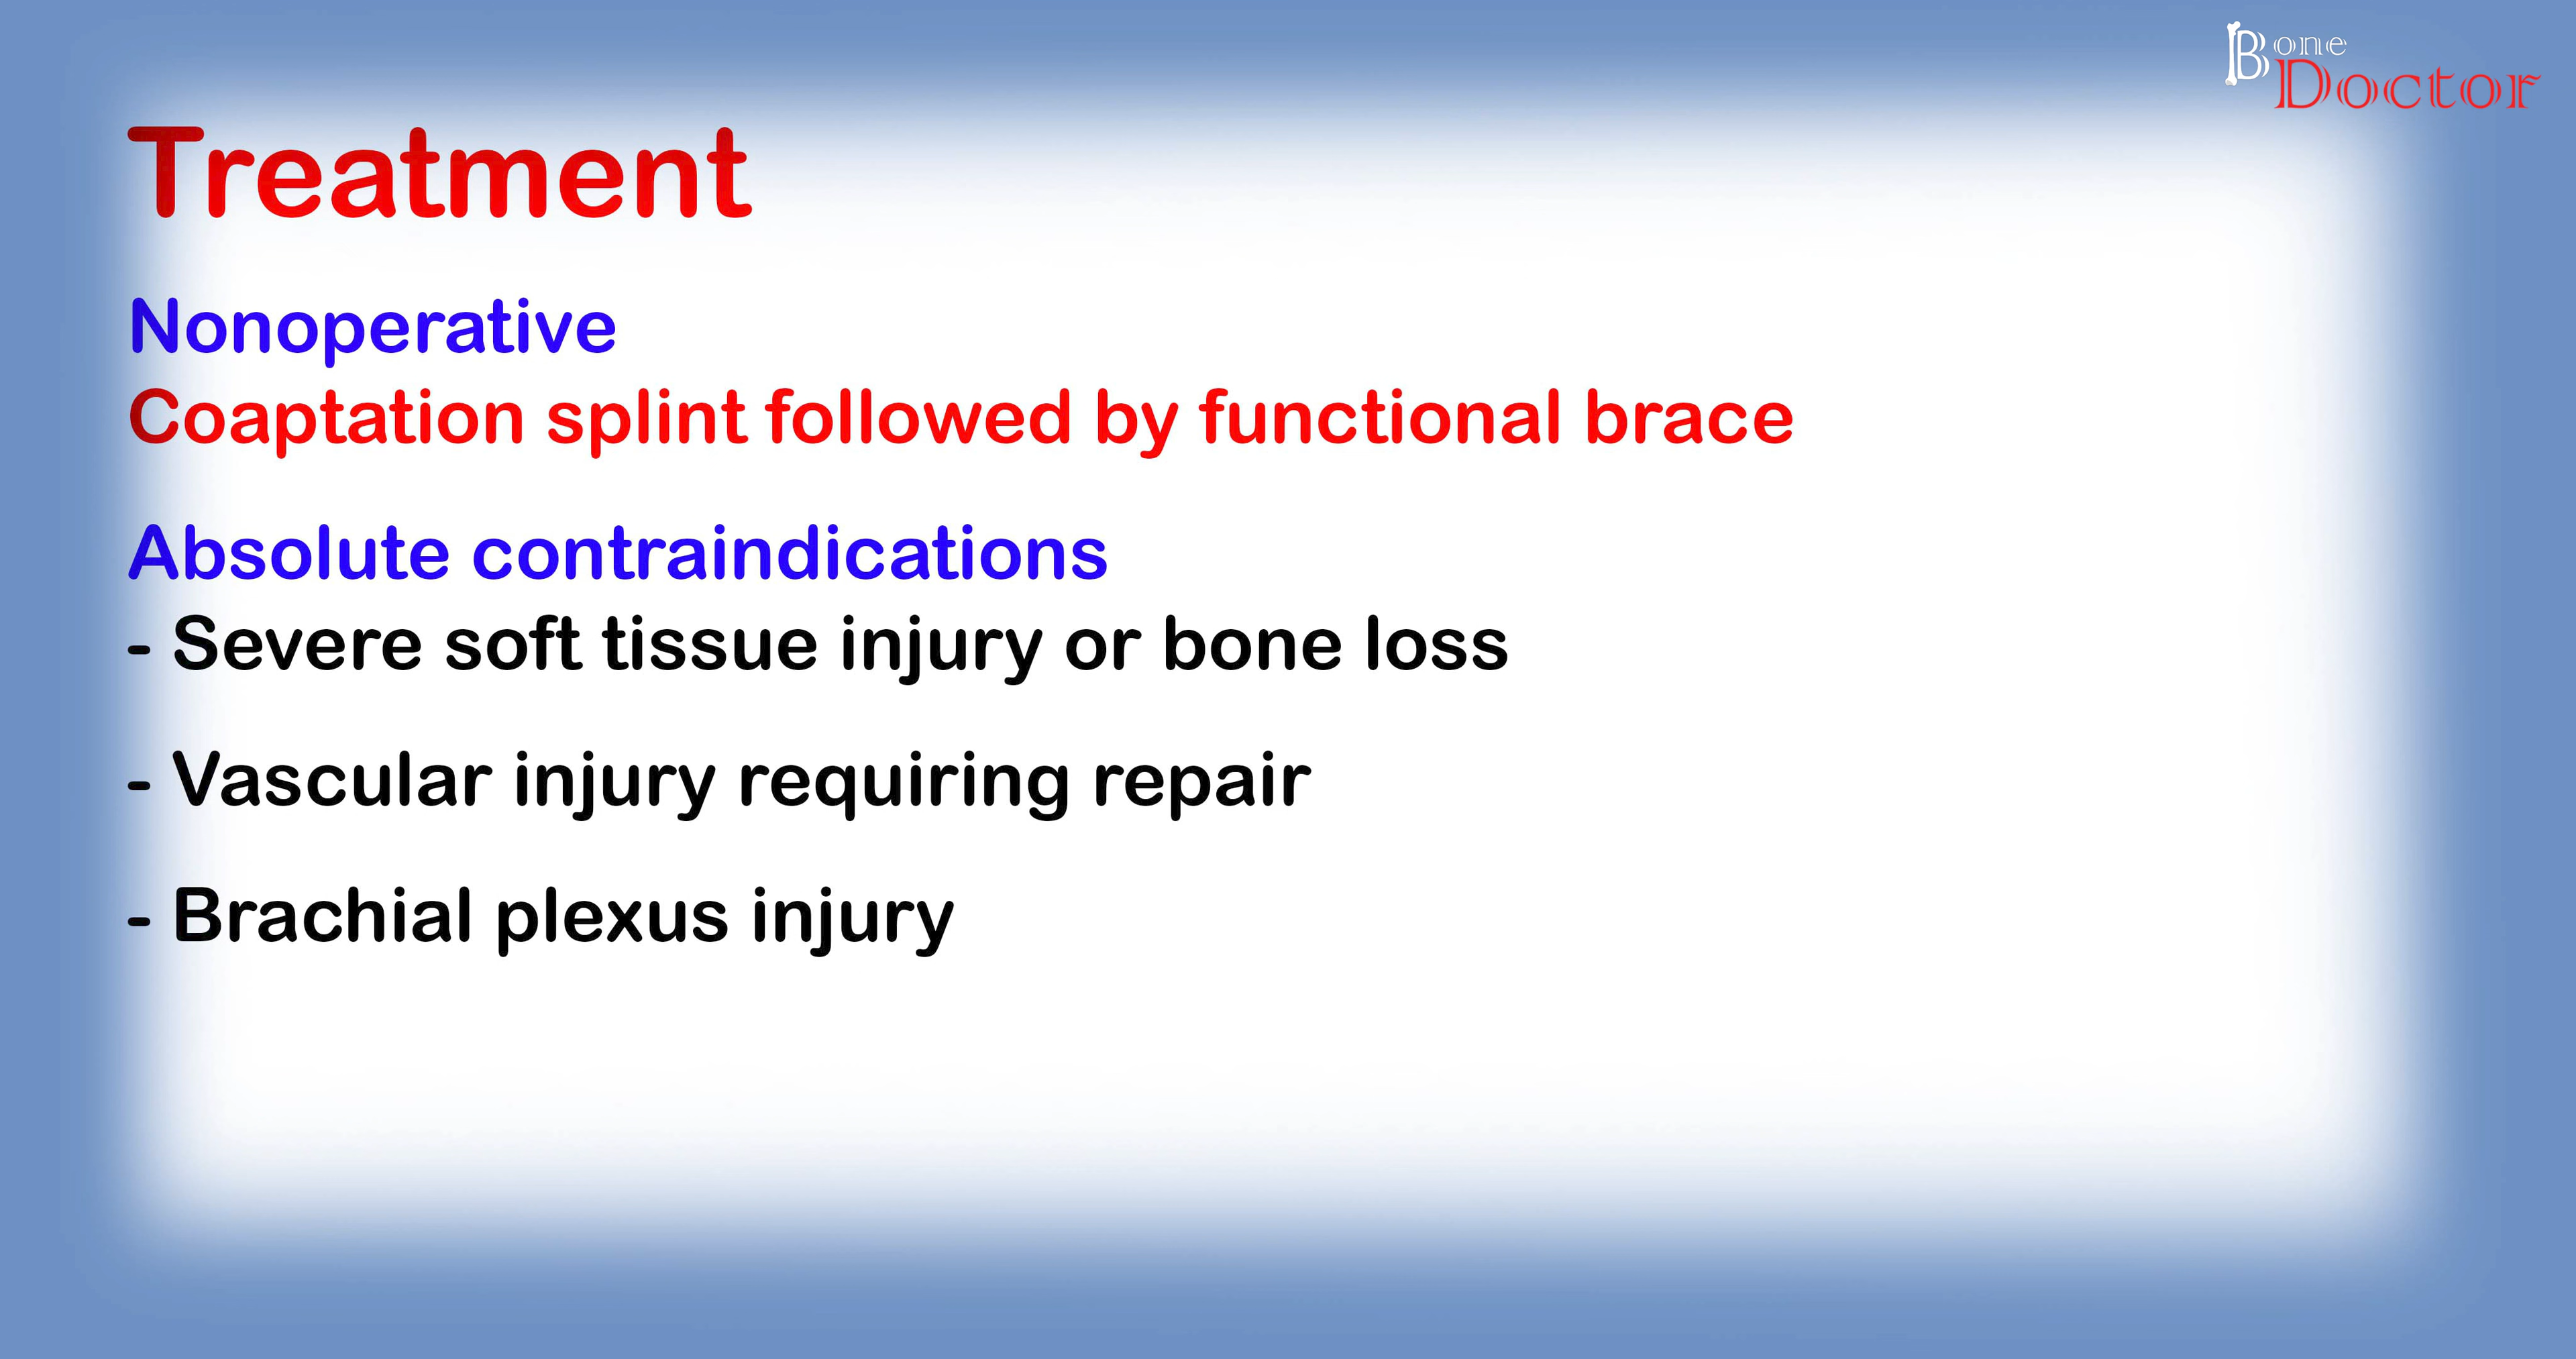 Bone
Doctor
Treatment
Nonoperative
Coaptation splint followed by functional brace
Absolute contraindications
- Severe soft tissue injury or bone loss
- Vascular injury requiring repair
- Brachial plexus injury